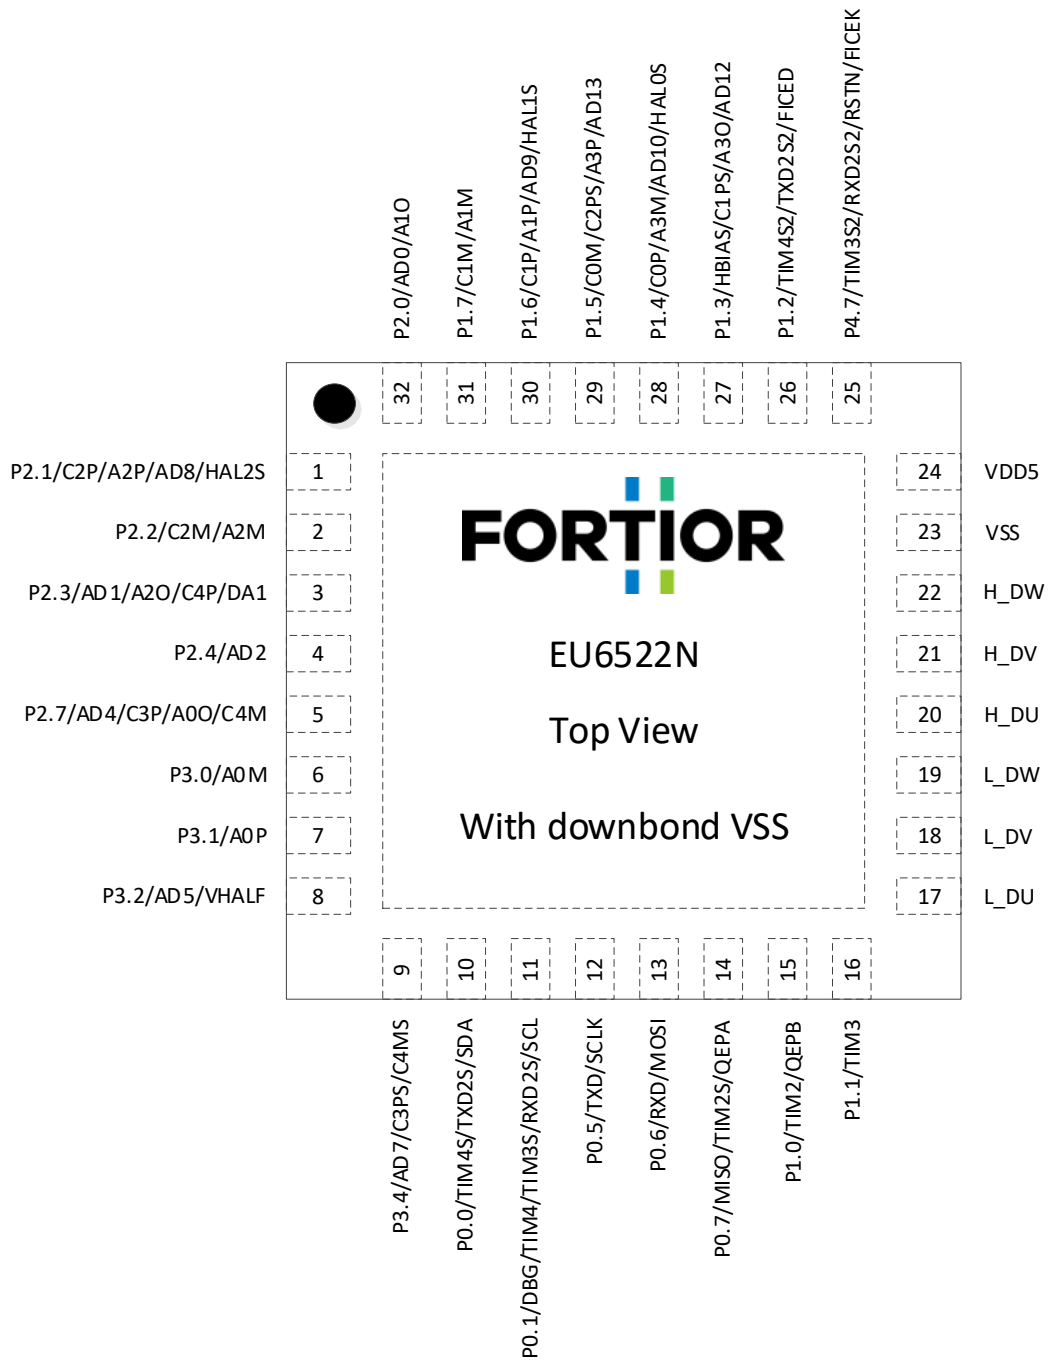 P2.0/AD0/A1O
P1.7/C1M/A1M
P1.6/C1P/A1P/AD9/HAL1S
P1.5/C0M/C2PS/A3P/AD13
P1.4/C0P/A3M/AD10/HAL0S
P1.3/HBIAS/C1PS/A3O/AD12
P1.2/TIM4S2/TXD2S2/FICED
P4.7/TIM3S2/RXD2S2/RSTN/FICEK
32
31
30
29
28
27
26
25
P2.1/C2P/A2P/AD8/HAL2S 1
P2.2/C2M/A2M 2
P2.3/AD1/A2O/C4P/DA1 3
P2.4/AD2 4
P2.7/AD4/C3P/A0O/C4M 5
P3.0/A0M 6
P3.1/A0P 7
P3.2/AD5/VHALF 8
FORTIOR
EU6522N
Top View
With downbond VSS
24 VDD5
23 VSS
22 H_DW
21 H_DV
20 H_DU
19 L_DW
18 L_DV
17 L_DU
9
10
11
12
13
14
15
16
P3.4/AD7/C3PS/C4MS
P0.0/TIM4S/TXD2S/SDA
P0.1/DBG/TIM4/TIM3S/RXD2S/SCL
P0.5/TXD/SCLK
P0.6/RXD/MOSI
P0.7/MISO/TIM2S/QEPA
P1.0/TIM2/QEPB
P1.1/TIM3